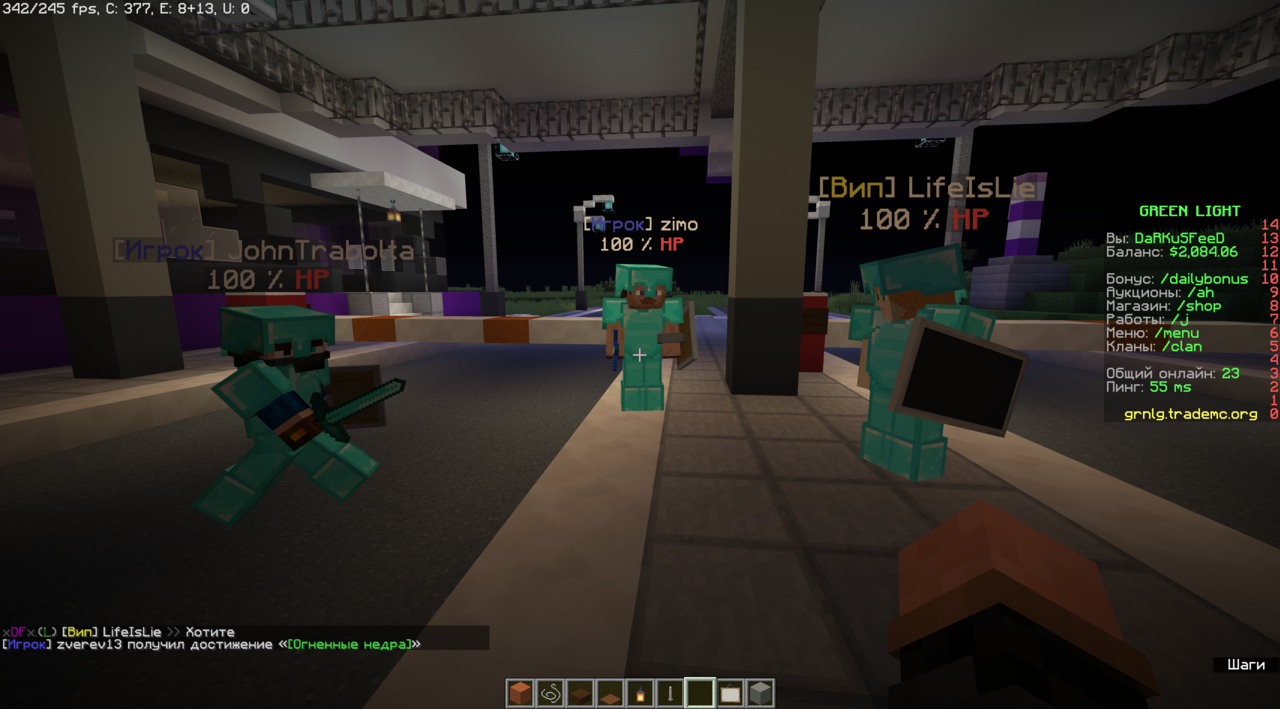 342/245 fps, C: 377, E: 8+13, U: 0
[Вип] LifeIsLie
100 % HP
[Игрок] zimo
100 % HP
[Игрок] JohnTrabolta
100 % HP
GREEN LIGHT
14
Вы: DaRKuSFeeD 13
Баланс: $2,084.06 12
11
Бонус: /dailybonus 10
Аукционы: /ah 9
Магазин: /shop 8
Работы: /j 7
Меню: /menu 6
Кланы: /clan 5
4
Общий онлайн: 23 3
Пинг: 55 ms 2
1
grnlg.trademc.org 0
xDFx.(L) [Вип] LifeIsLie >> Хотите
[Игрок] zverev13 получил достижение «[Огненные недра]»
Шаги